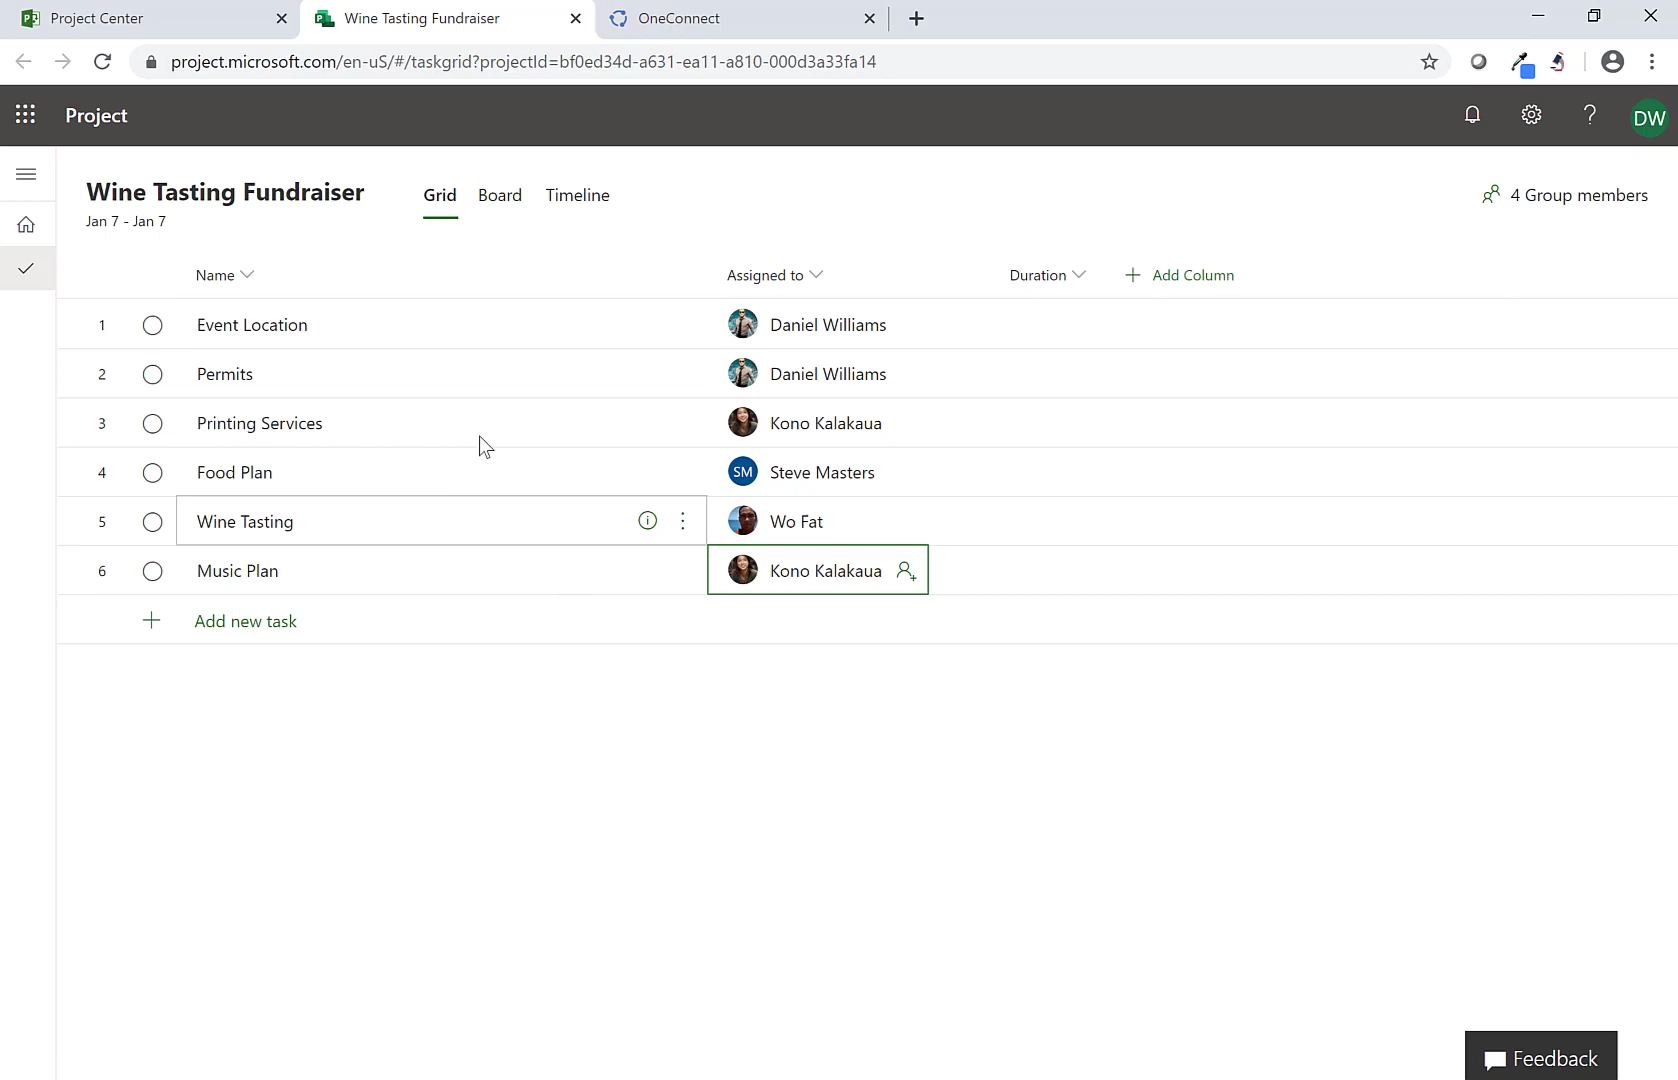 Project Center
Wine Tasting Fundraiser
OneConnect
project.microsoft.com/en-uS/#/taskgrid?projectId=bf0ed34d-a631-ea11-a810-000d3a33fa14
Project
DW
Wine Tasting Fundraiser
Grid Board Timeline
4 Group members
Jan 7 - Jan 7
Name Assigned to Duration Add Column
1 Event Location Daniel Williams
2 Permits Daniel Williams
3 Printing Services Kono Kalakaua
4 Food Plan SM Steve Masters
5 Wine Tasting Wo Fat
6 Music Plan Kono Kalakaua
Add new task
Feedback